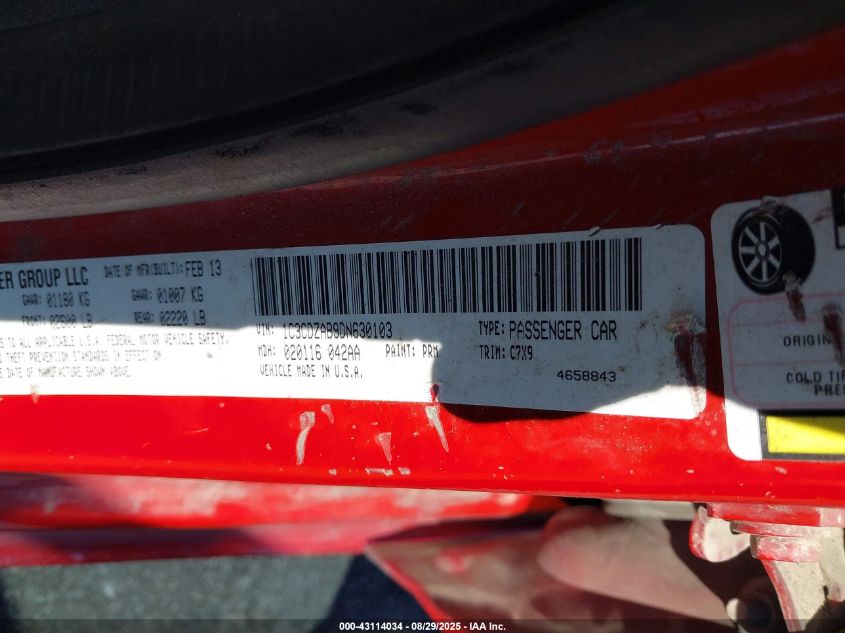 ER GROUP LLC DATE OF MFR(BUILT): FEB 13
GAWR: 01180 KG GAWR: 01007 KG
FRONT: 02600 LB REAR: 02220 LB
TO ALL APPLICABLE U.S.A. FEDERAL MOTOR VEHICLE SAFETY,
THEFT PREVENTION STANDARDS IN EFFECT
DATE OF MANUFACTURE SHOWN ABOVE.
VIN: 1C3CDZAB9DN630103 TYPE: PASSENGER CAR
MDH: 020116 042AA PAINT: PRM TRIM: C7X9
VEHICLE MADE IN U.S.A. 4658843
ORIGIN
COLD TI
PRE
000-43114034 - 08/29/2025 - IAA Inc.